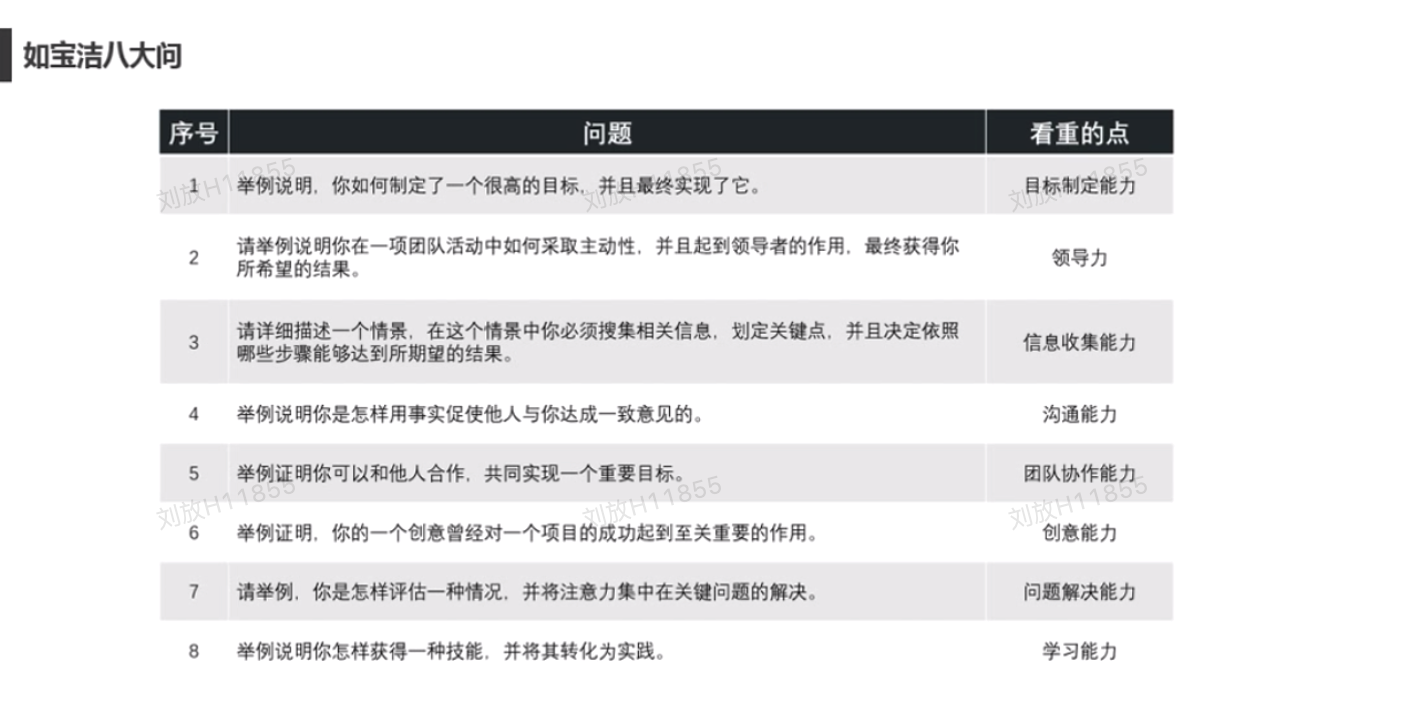 如宝洁八大问
序号 问题 看重的点
1 举例说明，你如何制定了一个很高的目标，并且最终实现了它。 目标制定能力
刘放H11855 刘放H11855 刘放H11855
2 请举例说明你在一项团队活动中如何采取主动性，并且起到领导者的作用，最终获得你
所希望的结果。 领导力
3 请详细描述一个情景，在这个情景中你必须搜集相关信息，划定关键点，并且决定依照
哪些步骤能够达到所期望的结果。 信息收集能力
4 举例说明你是怎样用事实促使他人与你达成一致意见的。 沟通能力
5 举例证明你可以和他人合作，共同实现一个重要目标。 团队协作能力
刘放H11855 刘放H11855 刘放H11855
6 举例证明，你的一个创意曾经对一个项目的成功起到至关重要的作用。 创意能力
7 请举例，你是怎样评估一种情况，并将注意力集中在关键问题的解决。 问题解决能力
8 举例说明你怎样获得一种技能，并将其转化为实践。 学习能力